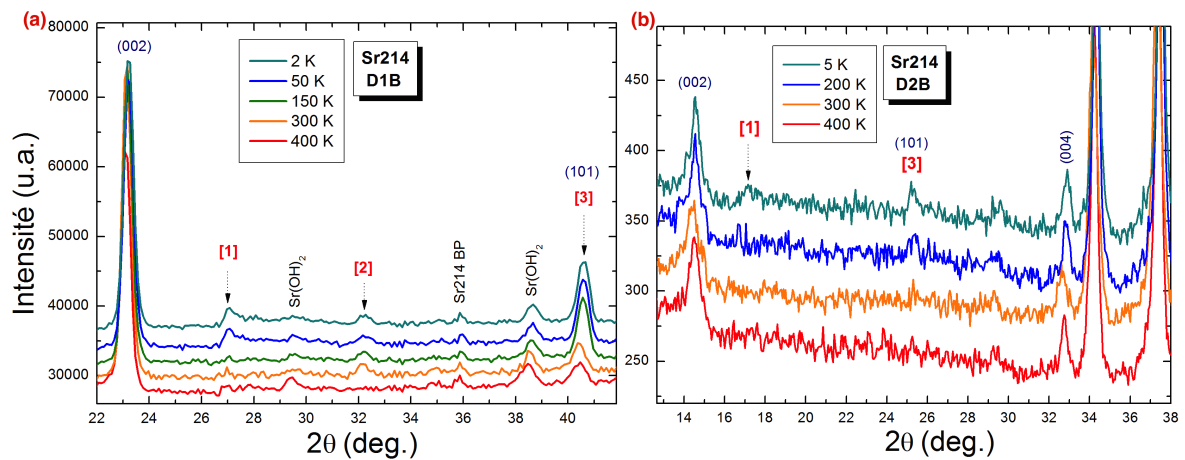 (a)
(002)
2 K
50 K
150 K
300 K
400 K
Sr214
D1B
[1]
Sr(OH)₂
[2]
Sr214 BP
Sr(OH)₂
(101)
[3]
70000
60000
50000
40000
30000
22 24 26 28 30 32 34 36 38 40
2θ (deg.)
Intensité (u.a.)
(b)
(002)
[1]
5 K
200 K
300 K
400 K
Sr214
D2B
(101)
[3]
(004)
450
400
350
300
250
14 16 18 20 22 24 26 28 30 32 34 36 38
2θ (deg.)